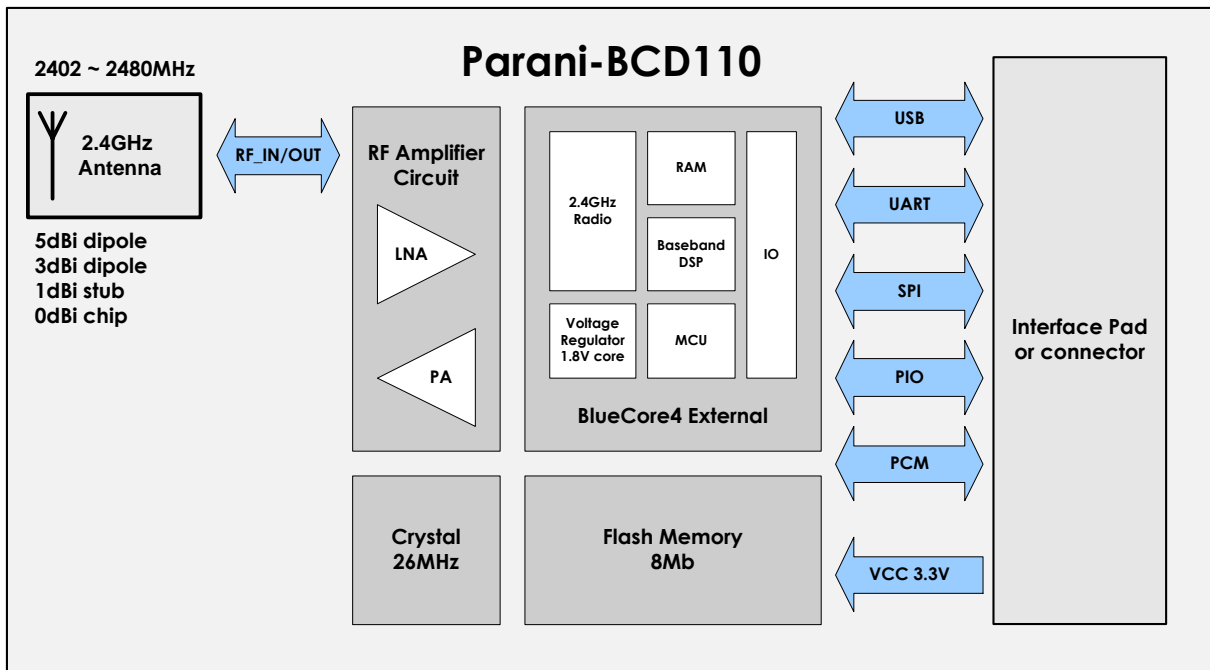 Parani-BCD110
2402 ~ 2480MHz
2.4GHz
Antenna
5dBi dipole
3dBi dipole
1dBi stub
0dBi chip
RF_IN/OUT
RF Amplifier
Circuit
LNA
PA
2.4GHz
Radio
RAM
Baseband
DSP
IO
Voltage
Regulator
1.8V core
MCU
BlueCore4 External
Crystal
26MHz
Flash Memory
8Mb
USB
UART
SPI
PIO
PCM
VCC 3.3V
Interface Pad
or connector